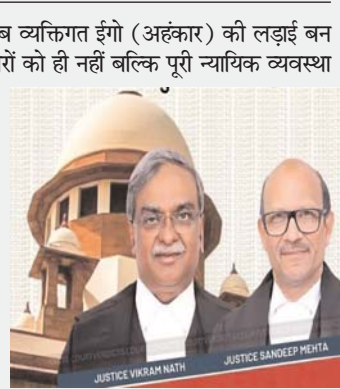 ब व्यक्तिगत ईगो (अहंकार) की लड़ाई बन
रों को ही नहीं बल्कि पूरी न्यायिक व्यवस्था
JUSTICE VIKRAM NATH
JUSTICE SANDEEP MEHTA